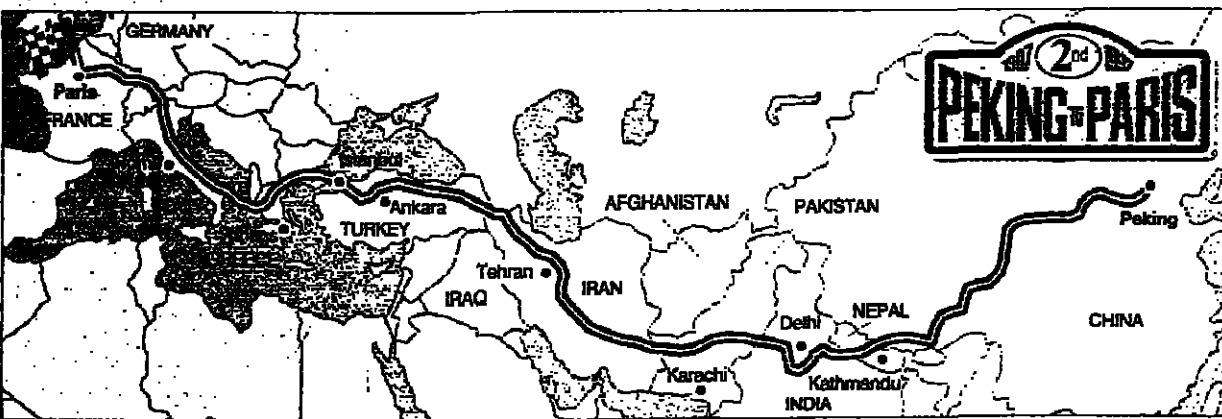 GERMANY
2nd
PEKING TO PARIS
Paris
FRANCE
Istanbul
Ankara
TURKEY
AFGHANISTAN
PAKISTAN
Peking
Tehran
IRAN
IRAQ
NEPAL
Delhi
CHINA
Karachi
Kathmandu
INDIA